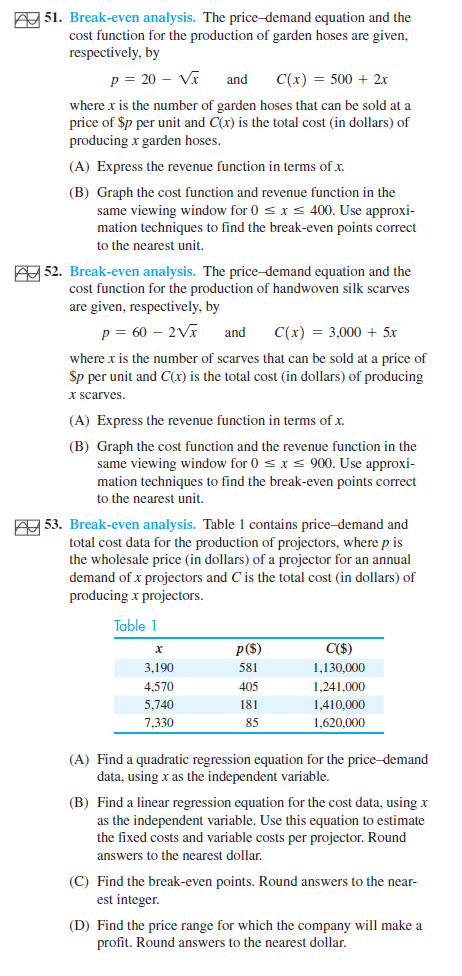 51. Break-even analysis. The price–demand equation and the
cost function for the production of garden hoses are given,
respectively, by
p = 20 − √x and C(x) = 500 + 2x
where x is the number of garden hoses that can be sold at a
price of $p per unit and C(x) is the total cost (in dollars) of
producing x garden hoses.
(A) Express the revenue function in terms of x.
(B) Graph the cost function and revenue function in the
same viewing window for 0 ≤ x ≤ 400. Use approxi-
mation techniques to find the break-even points correct
to the nearest unit.
52. Break-even analysis. The price–demand equation and the
cost function for the production of handwoven silk scarves
are given, respectively, by
p = 60 − 2√x and C(x) = 3,000 + 5x
where x is the number of scarves that can be sold at a price of
$p per unit and C(x) is the total cost (in dollars) of producing
x scarves.
(A) Express the revenue function in terms of x.
(B) Graph the cost function and the revenue function in the
same viewing window for 0 ≤ x ≤ 900. Use approxi-
mation techniques to find the break-even points correct
to the nearest unit.
53. Break-even analysis. Table 1 contains price–demand and
total cost data for the production of projectors, where p is
the wholesale price (in dollars) of a projector for an annual
demand of x projectors and C is the total cost (in dollars) of
producing x projectors.
Table 1
x p($) C($)
3,190 581 1,130,000
4,570 405 1,241,000
5,740 181 1,410,000
7,330 85 1,620,000
(A) Find a quadratic regression equation for the price–demand
data, using x as the independent variable.
(B) Find a linear regression equation for the cost data, using x
as the independent variable. Use this equation to estimate
the fixed costs and variable costs per projector. Round
answers to the nearest dollar.
(C) Find the break-even points. Round answers to the near-
est integer.
(D) Find the price range for which the company will make a
profit. Round answers to the nearest dollar.